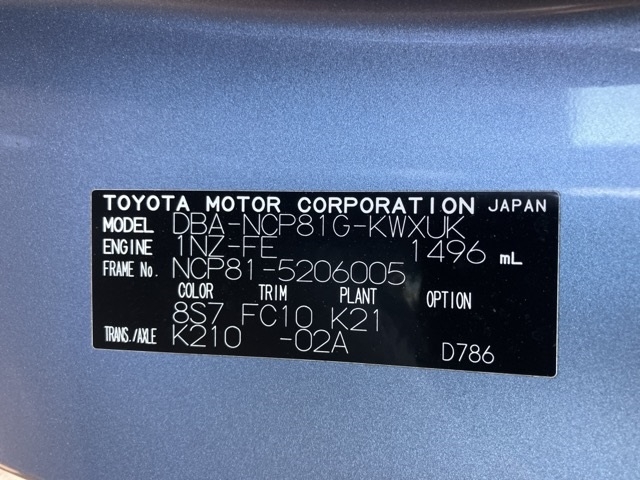 TOYOTA MOTOR CORPORATION JAPAN
MODEL DBA-NCP81G-KWXUK
ENGINE 1NZ-FE 1496 mL
FRAME No. NCP81-5206005
COLOR TRIM PLANT OPTION
8S7 FC10 K21
TRANS./AXLE K210 -02A D786